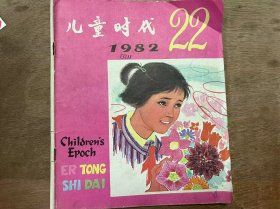 儿童时代 22
1982
Children's
Epoch
ER TONG
SHI DAI